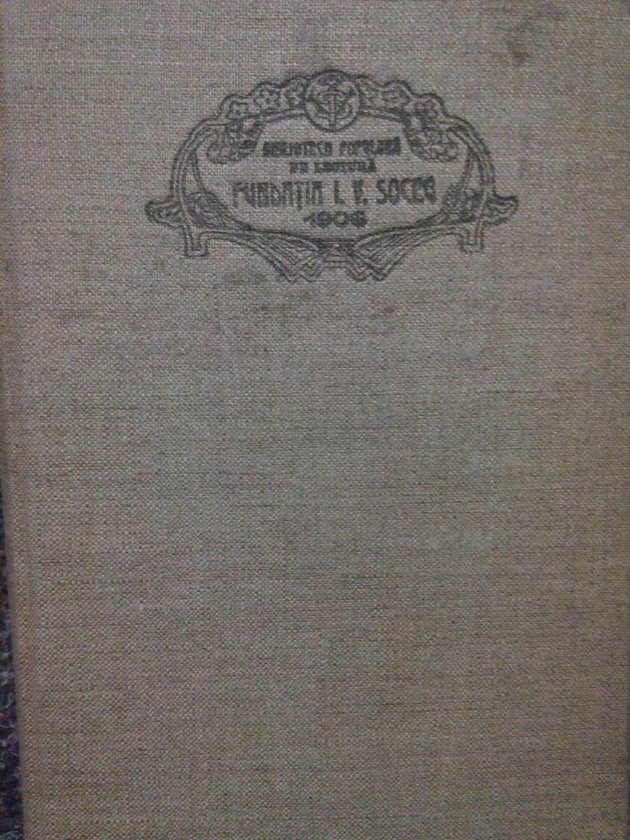 BIBLIOTECA POPULARĂ
DE LECTURĂ
FUNDAȚIA I. V. SOCEC
1906